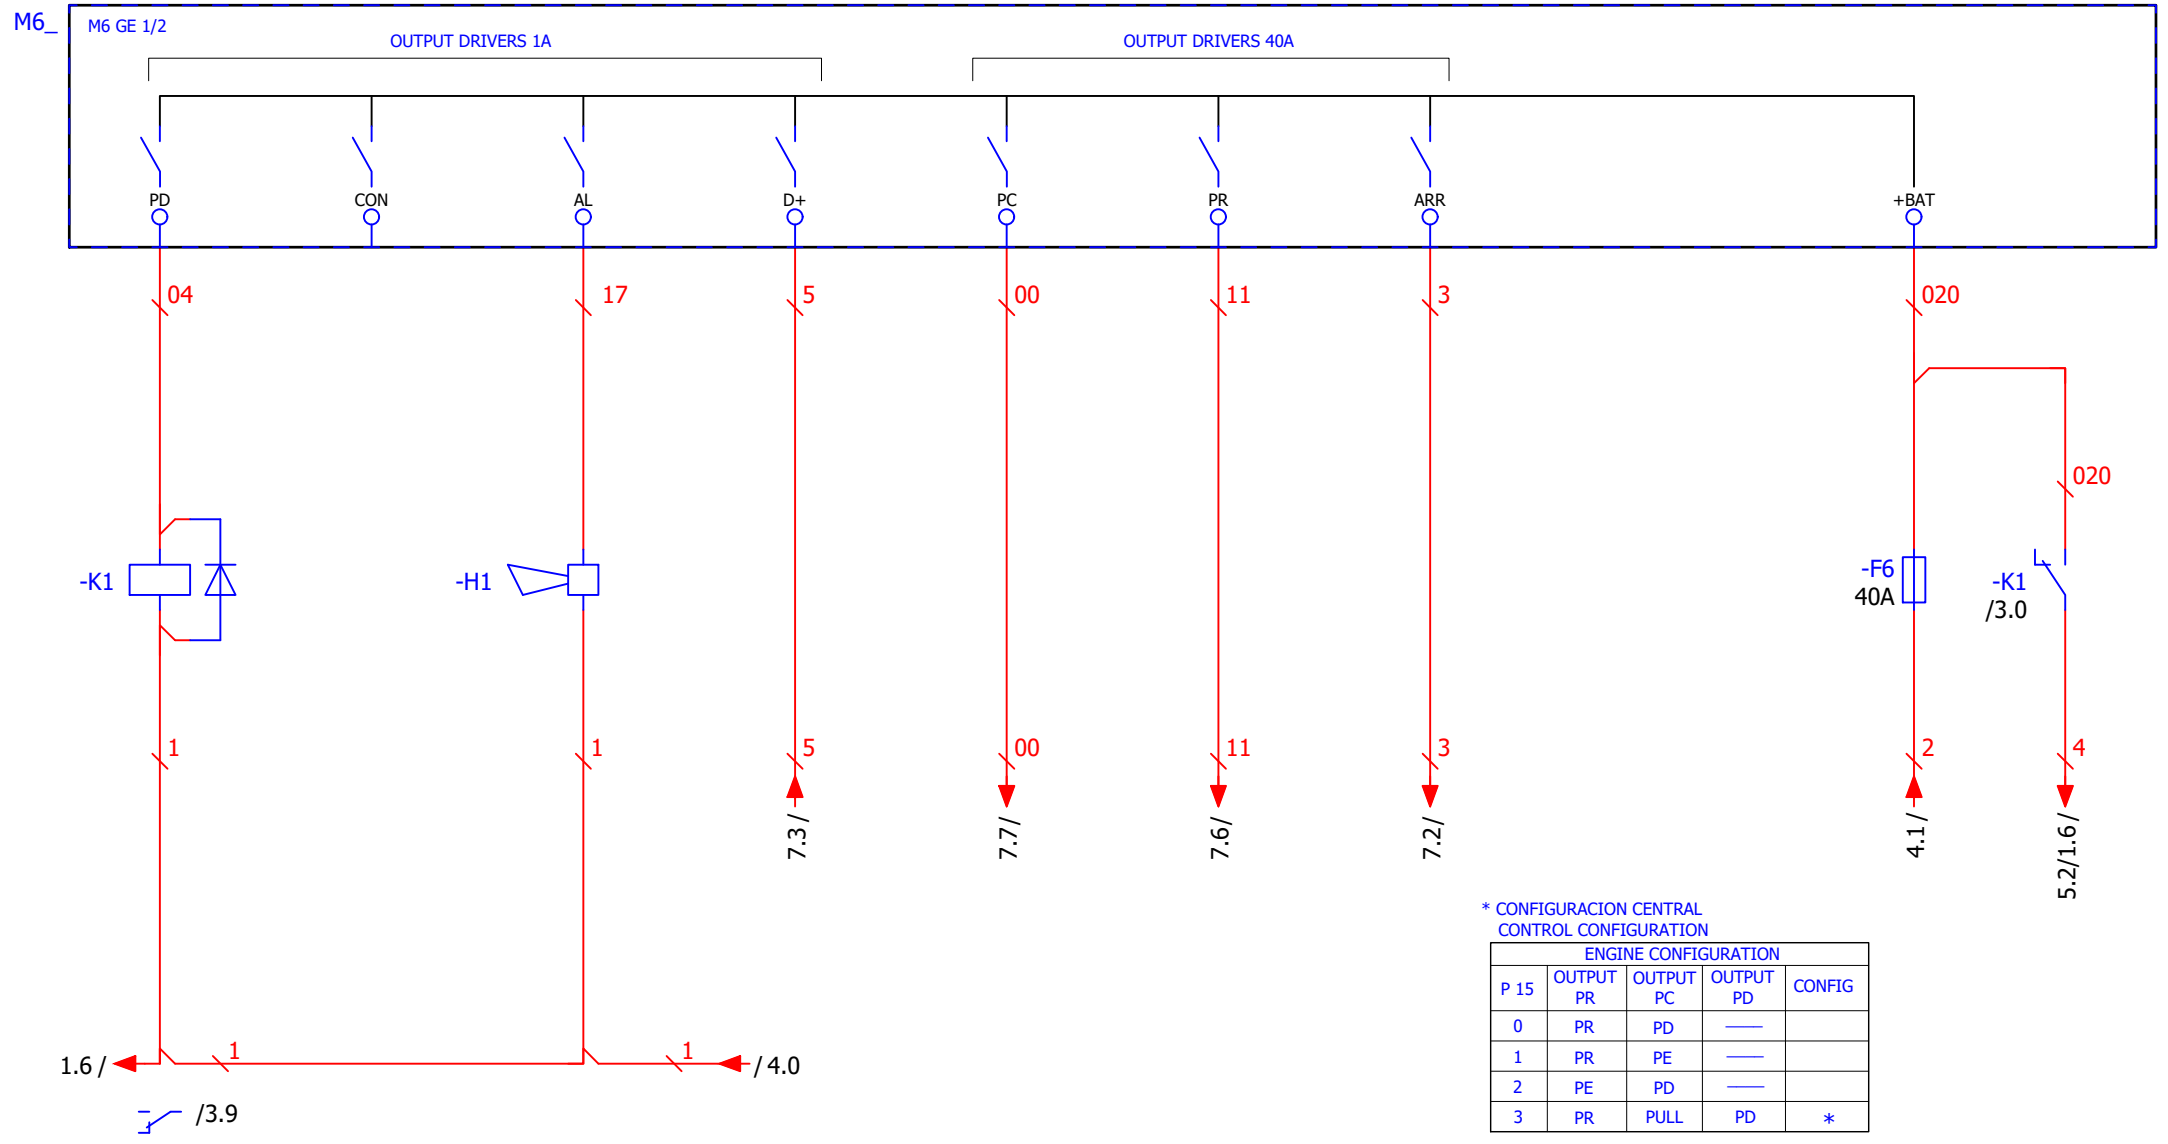 M6_
M6 GE 1/2
OUTPUT DRIVERS 1A
OUTPUT DRIVERS 40A
PD
CON
AL
D+
PC
PR
ARR
+BAT
04
17
5
00
11
3
020
020
-K1
-H1
-F6
40A
-K1
/3.0
1
1
5
00
11
3
2
4
7.3 /
7.7/
7.6/
7.2/
4.1 /
5.2/1.6 /
* CONFIGURACION CENTRAL
CONTROL CONFIGURATION
ENGINE CONFIGURATION
P 15 OUTPUT PR OUTPUT PC OUTPUT PD CONFIG
0 PR PD ——
1 PR PE ——
2 PE PD ——
3 PR PULL PD *
1.6 /
1
1
/ 4.0
/3.9